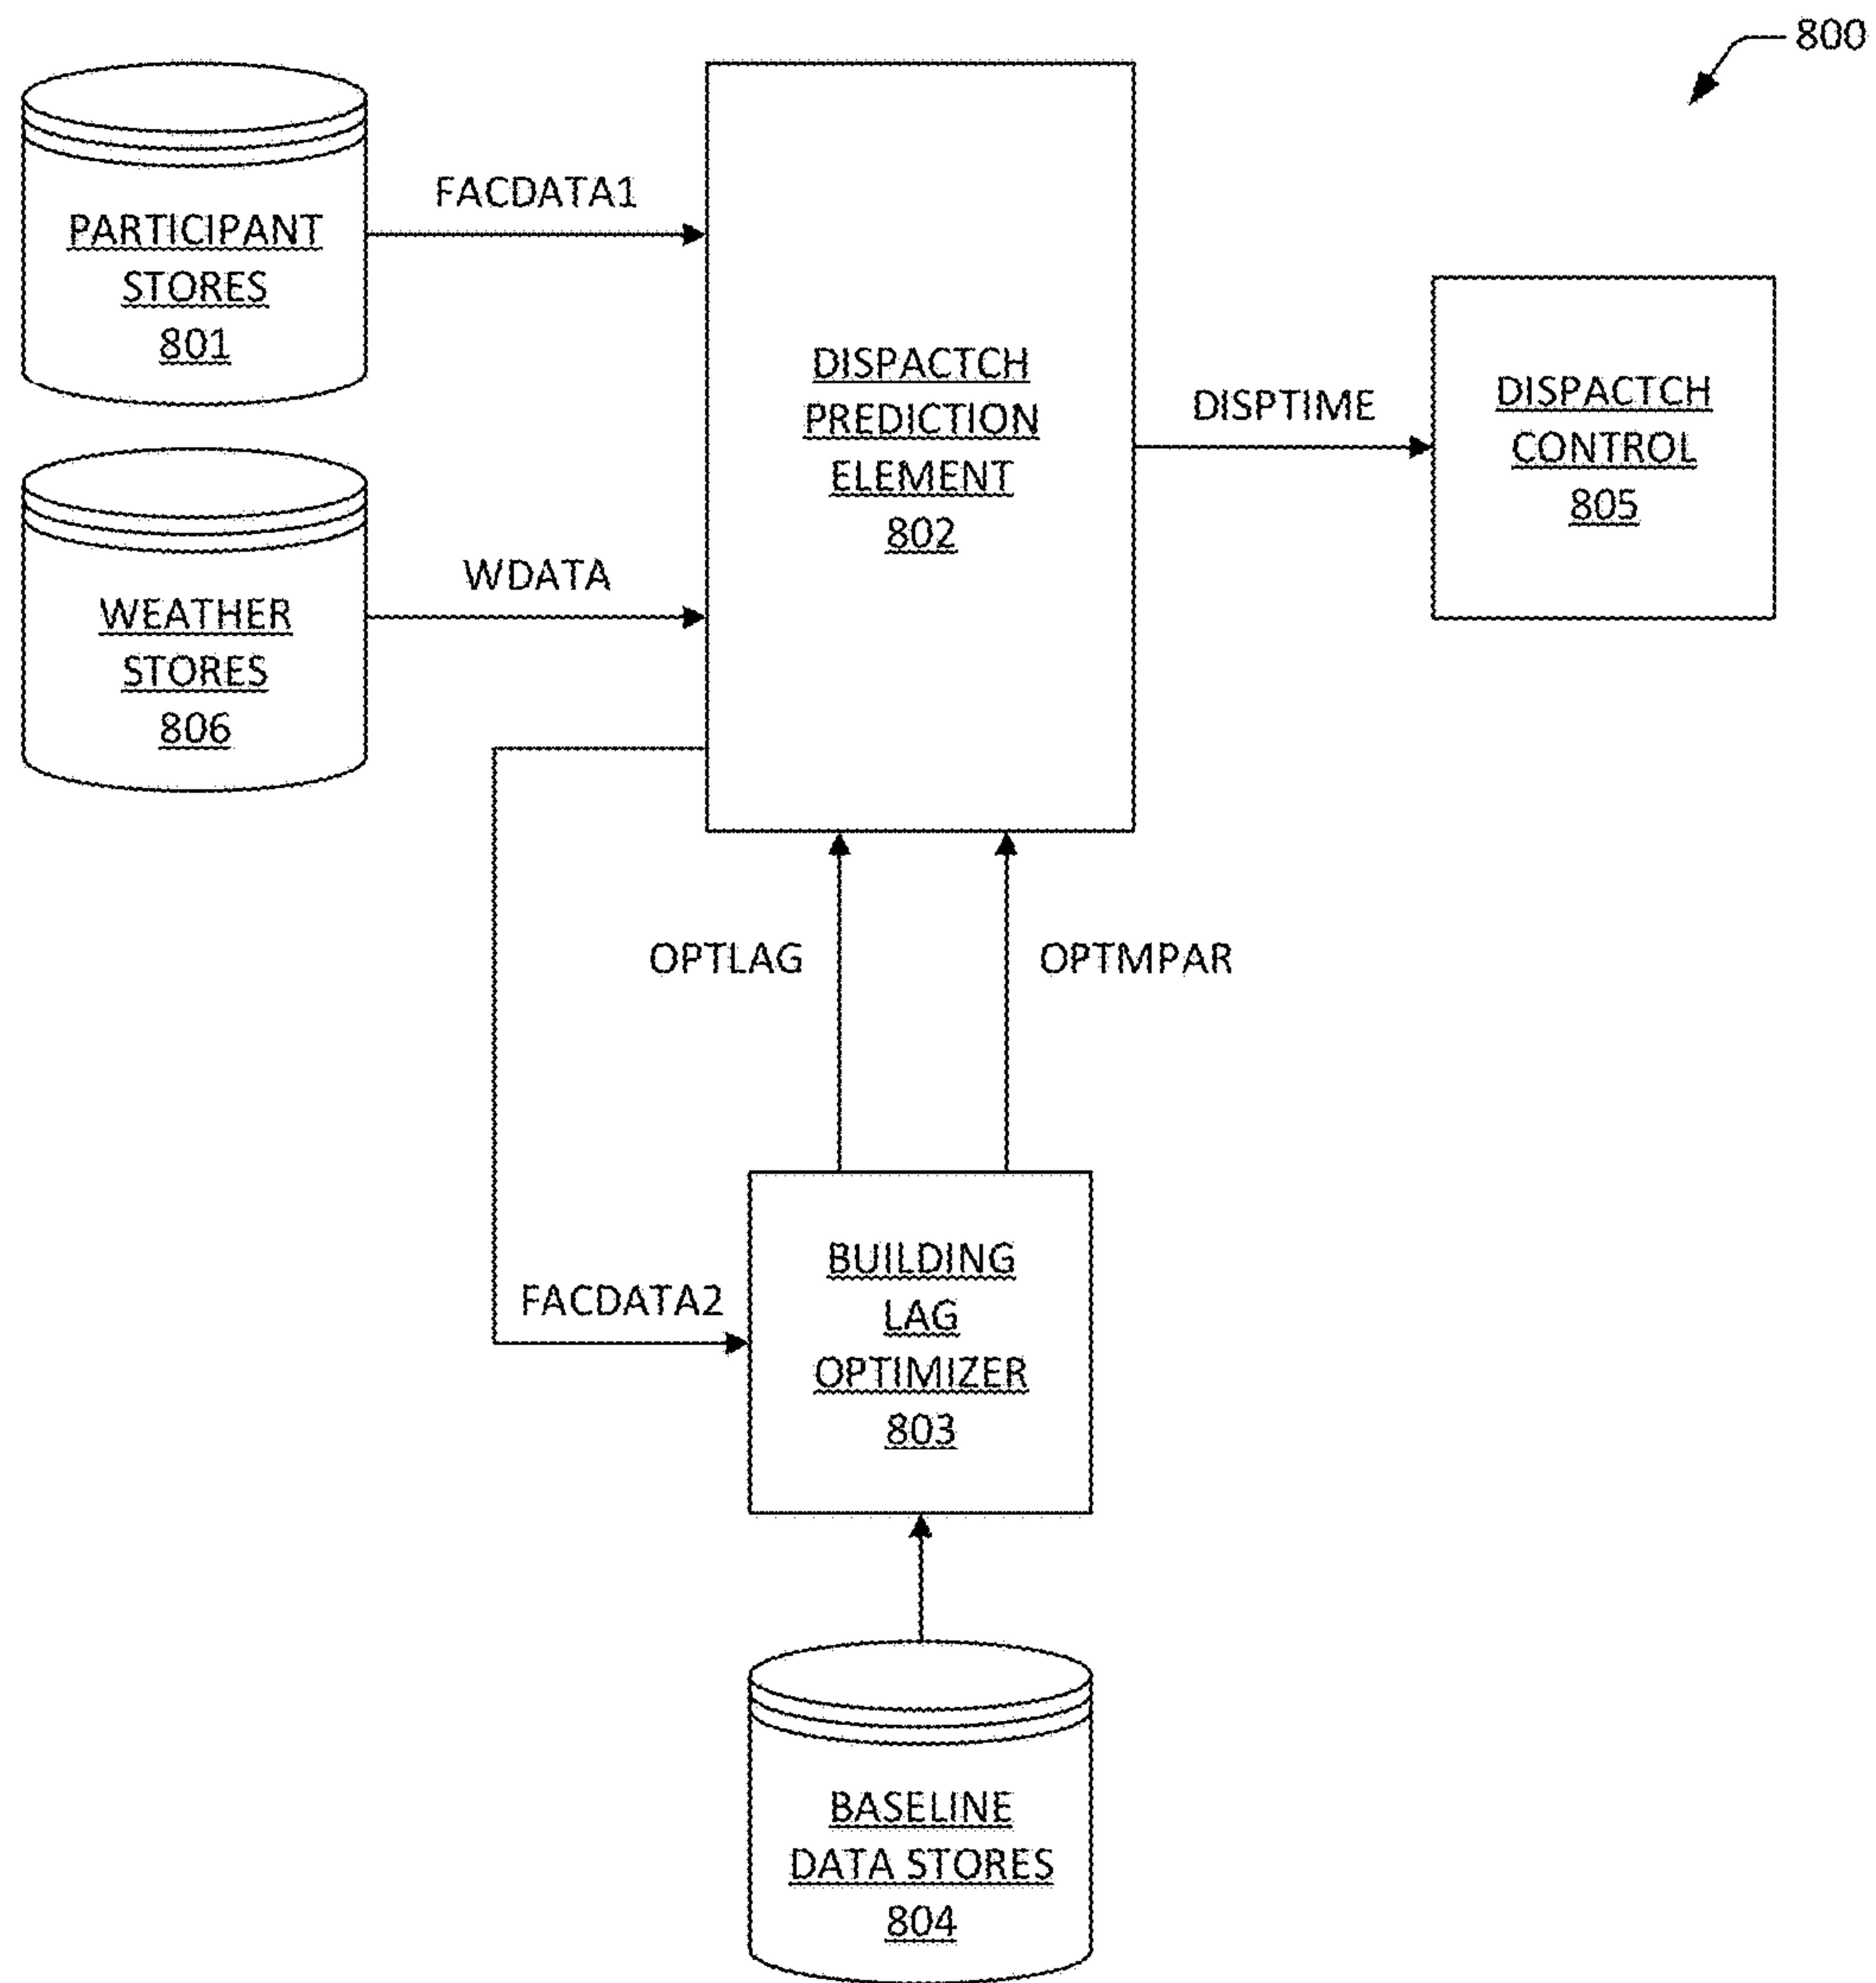 800
PARTICIPANT
STORES
801
FACDATA1
DISPACTCH
PREDICTION
ELEMENT
802
DISPTIME
DISPACTCH
CONTROL
805
WEATHER
STORES
806
WDATA
OPTLAG
OPTMPAR
FACDATA2
BUILDING
LAG
OPTIMIZER
803
BASELINE
DATA STORES
804